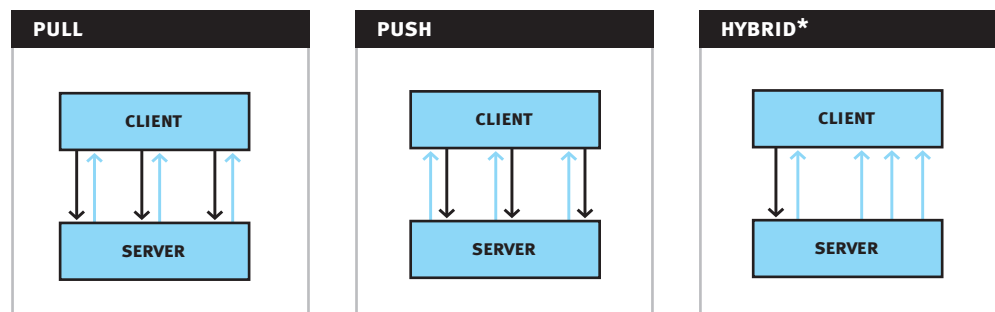 PULL
CLIENT
SERVER
PUSH
CLIENT
SERVER
HYBRID*
CLIENT
SERVER